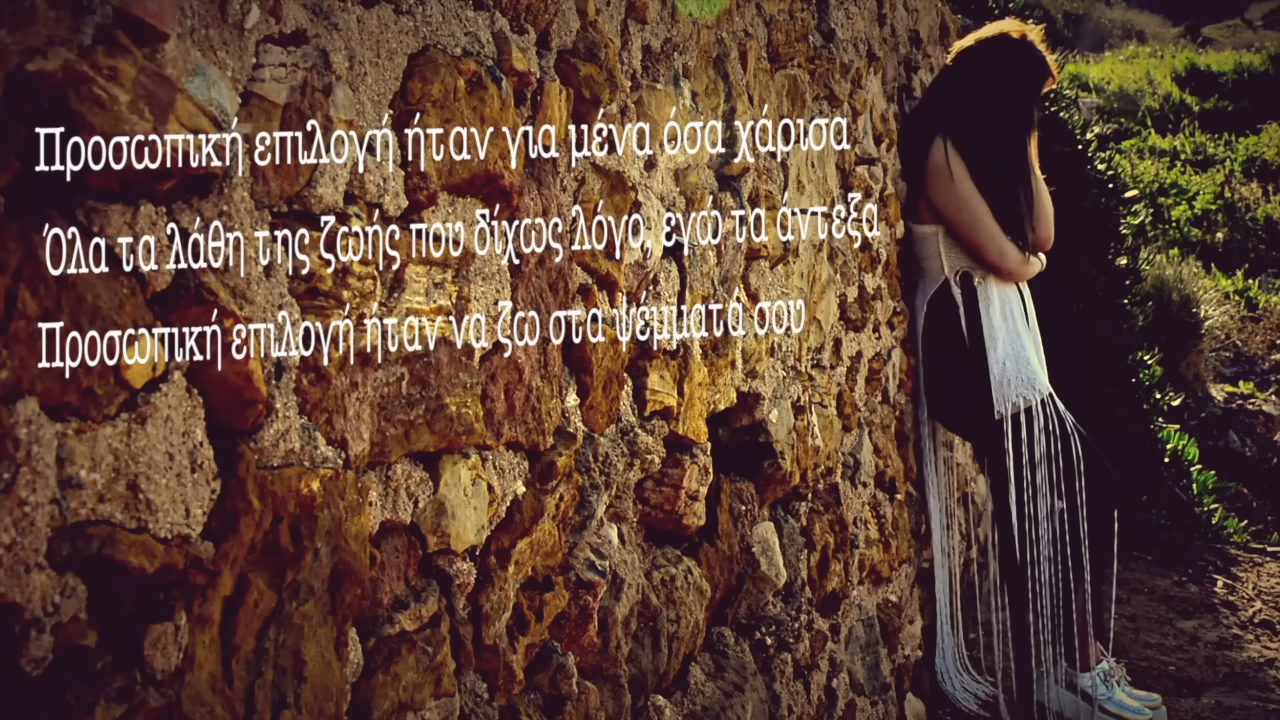 Προσωπική επιλογή ήταν για μένα όσα χάρισα
Όλα τα λάθη της ζωής που δίχως λόγο, εγώ τα άντεξα
Προσωπική επιλογή ήταν να ζω στα ψέμματά σου